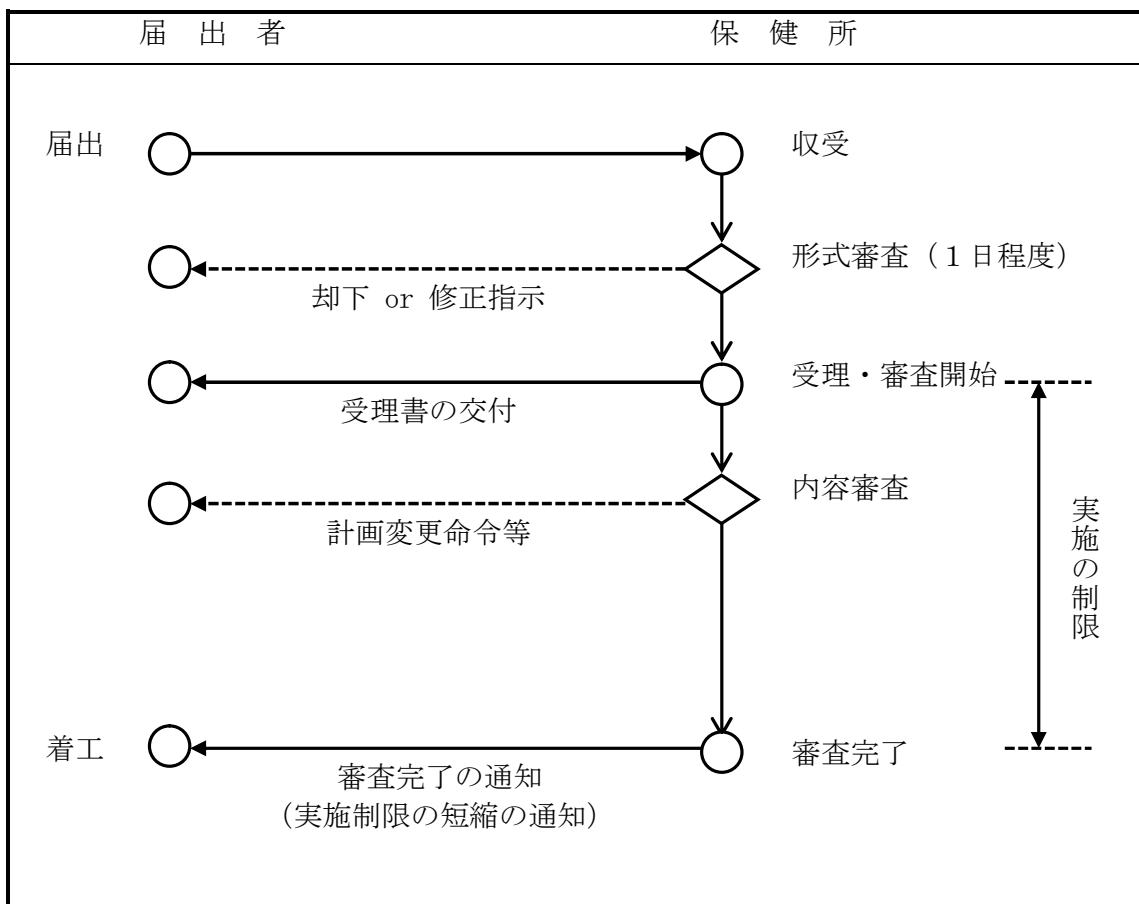 届 出 者
保 健 所
届出
収受
形式審査（１日程度）
却下 or 修正指示
受理・審査開始
受理書の交付
内容審査
計画変更命令等
実施の制限
着工
審査完了
審査完了の通知
（実施制限の短縮の通知）